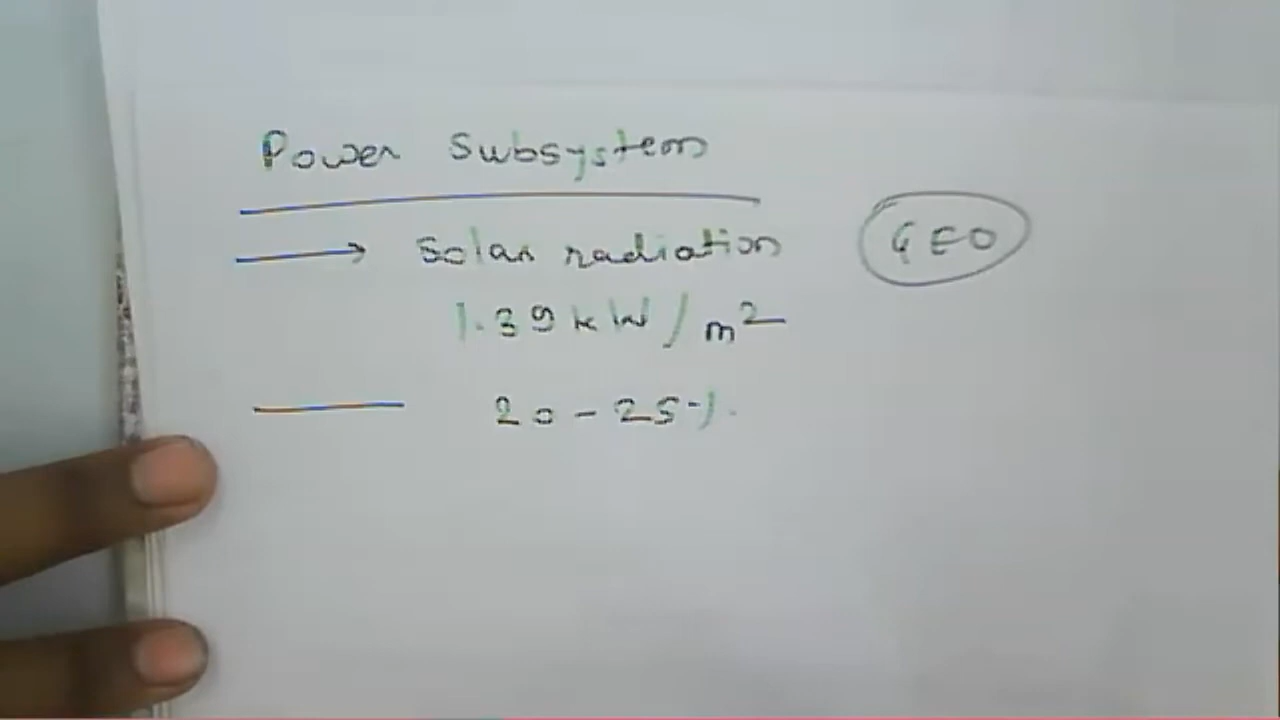 Power Subsystem
→ Solar radiation GEO
1.39 kW/m²
— 20-25%